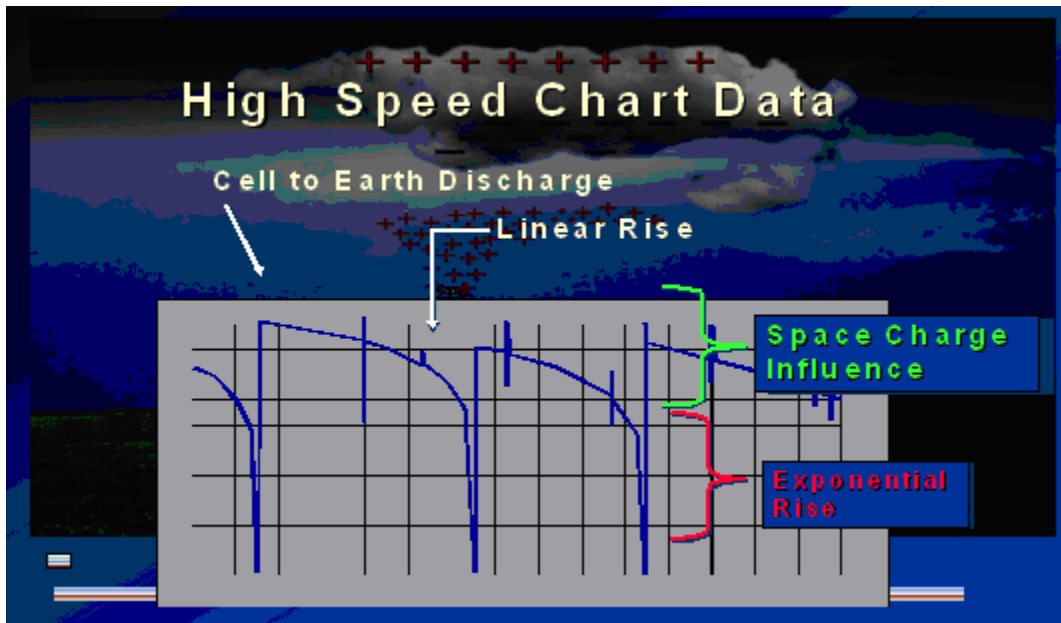 High Speed Chart Data
Cell to Earth Discharge
Linear Rise
Space Charge
Influence
Exponential
Rise